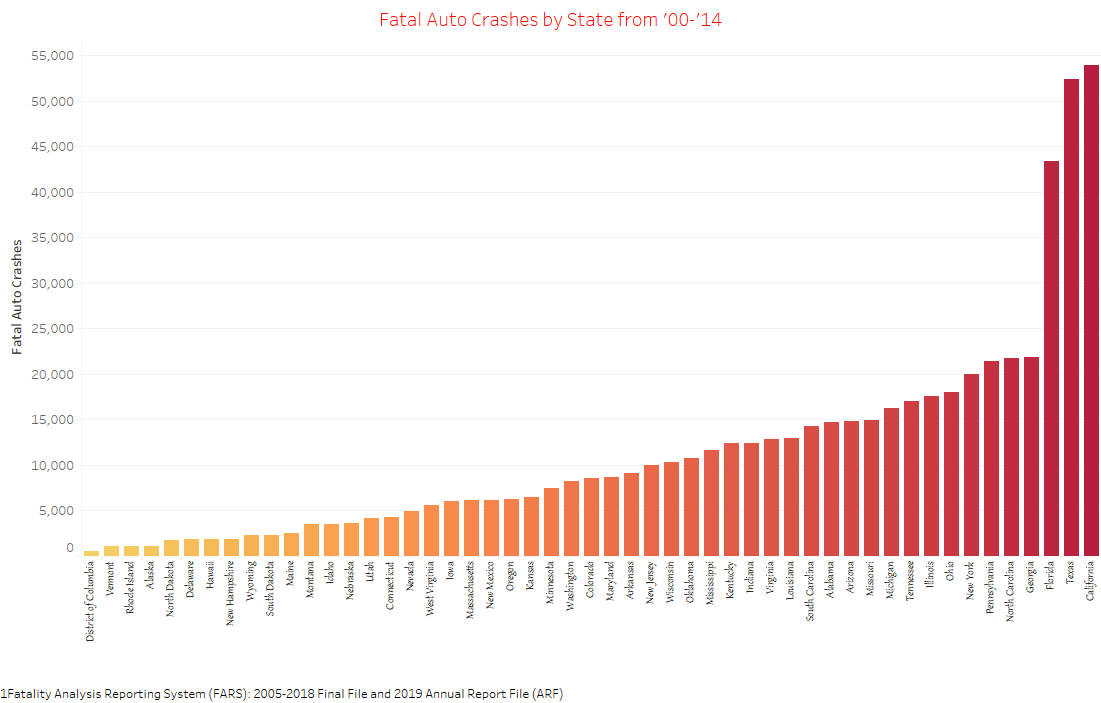 Fatal Auto Crashes by State from ’00-’14
55,000
50,000
45,000
40,000
35,000
30,000
25,000
20,000
15,000
10,000
5,000
0
Fatal Auto Crashes
District of Columbia
Vermont
Rhode Island
Alaska
North Dakota
Delaware
Hawaii
New Hampshire
Wyoming
South Dakota
Maine
Montana
Idaho
Nebraska
Utah
Connecticut
Nevada
West Virginia
Iowa
Massachusetts
New Mexico
Oregon
Kansas
Minnesota
Washington
Colorado
Maryland
Arkansas
New Jersey
Wisconsin
Oklahoma
Mississippi
Kentucky
Indiana
Virginia
Louisiana
South Carolina
Alabama
Arizona
Missouri
Michigan
Tennessee
Illinois
Ohio
New York
Pennsylvania
North Carolina
Georgia
Florida
Texas
California
1Fatality Analysis Reporting System (FARS): 2005-2018 Final File and 2019 Annual Report File (ARF)